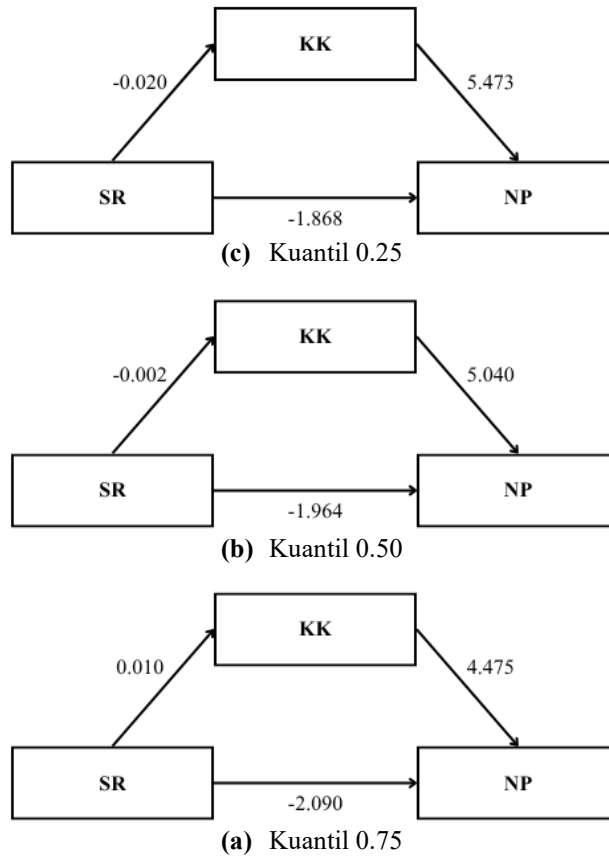 KK
-0.020
5.473
SR
NP
-1.868
(c) Kuantil 0.25
KK
-0.002
5.040
SR
NP
-1.964
(b) Kuantil 0.50
KK
0.010
4.475
SR
NP
-2.090
(a) Kuantil 0.75